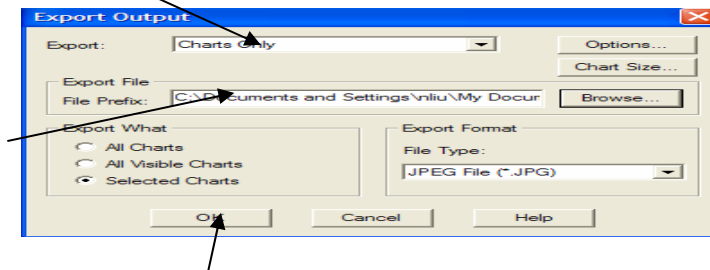 Export Output
Export: Charts Only Options...
Chart Size...
Export File
File Prefix: C:\Documents and Settings\nliu\My Docur Browse...
Export What Export Format
All Charts File Type:
All Visible Charts JPEG File (*.JPG)
Selected Charts
OK Cancel Help